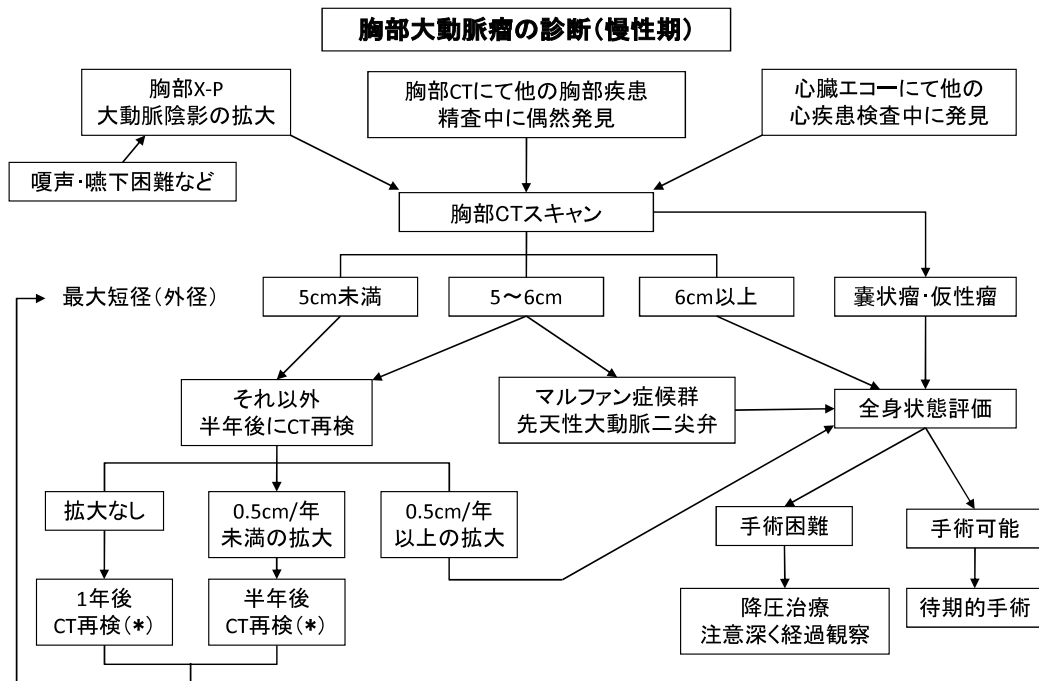 胸部大動脈瘤の診断（慢性期）
胸部X-P
大動脈陰影の拡大
胸部CTにて他の胸部疾患
精査中に偶然発見
心臓エコーにて他の
心疾患検査中に発見
嗄声・嚥下困難など
胸部CTスキャン
最大短径（外径）
5cm未満
5～6cm
6cm以上
嚢状瘤・仮性瘤
それ以外
半年後にCT再検
マルファン症候群
先天性大動脈二尖弁
全身状態評価
拡大なし
0.5cm/年
未満の拡大
0.5cm/年
以上の拡大
手術困難
手術可能
1年後
CT再検(＊)
半年後
CT再検(＊)
降圧治療
注意深く経過観察
待期的手術